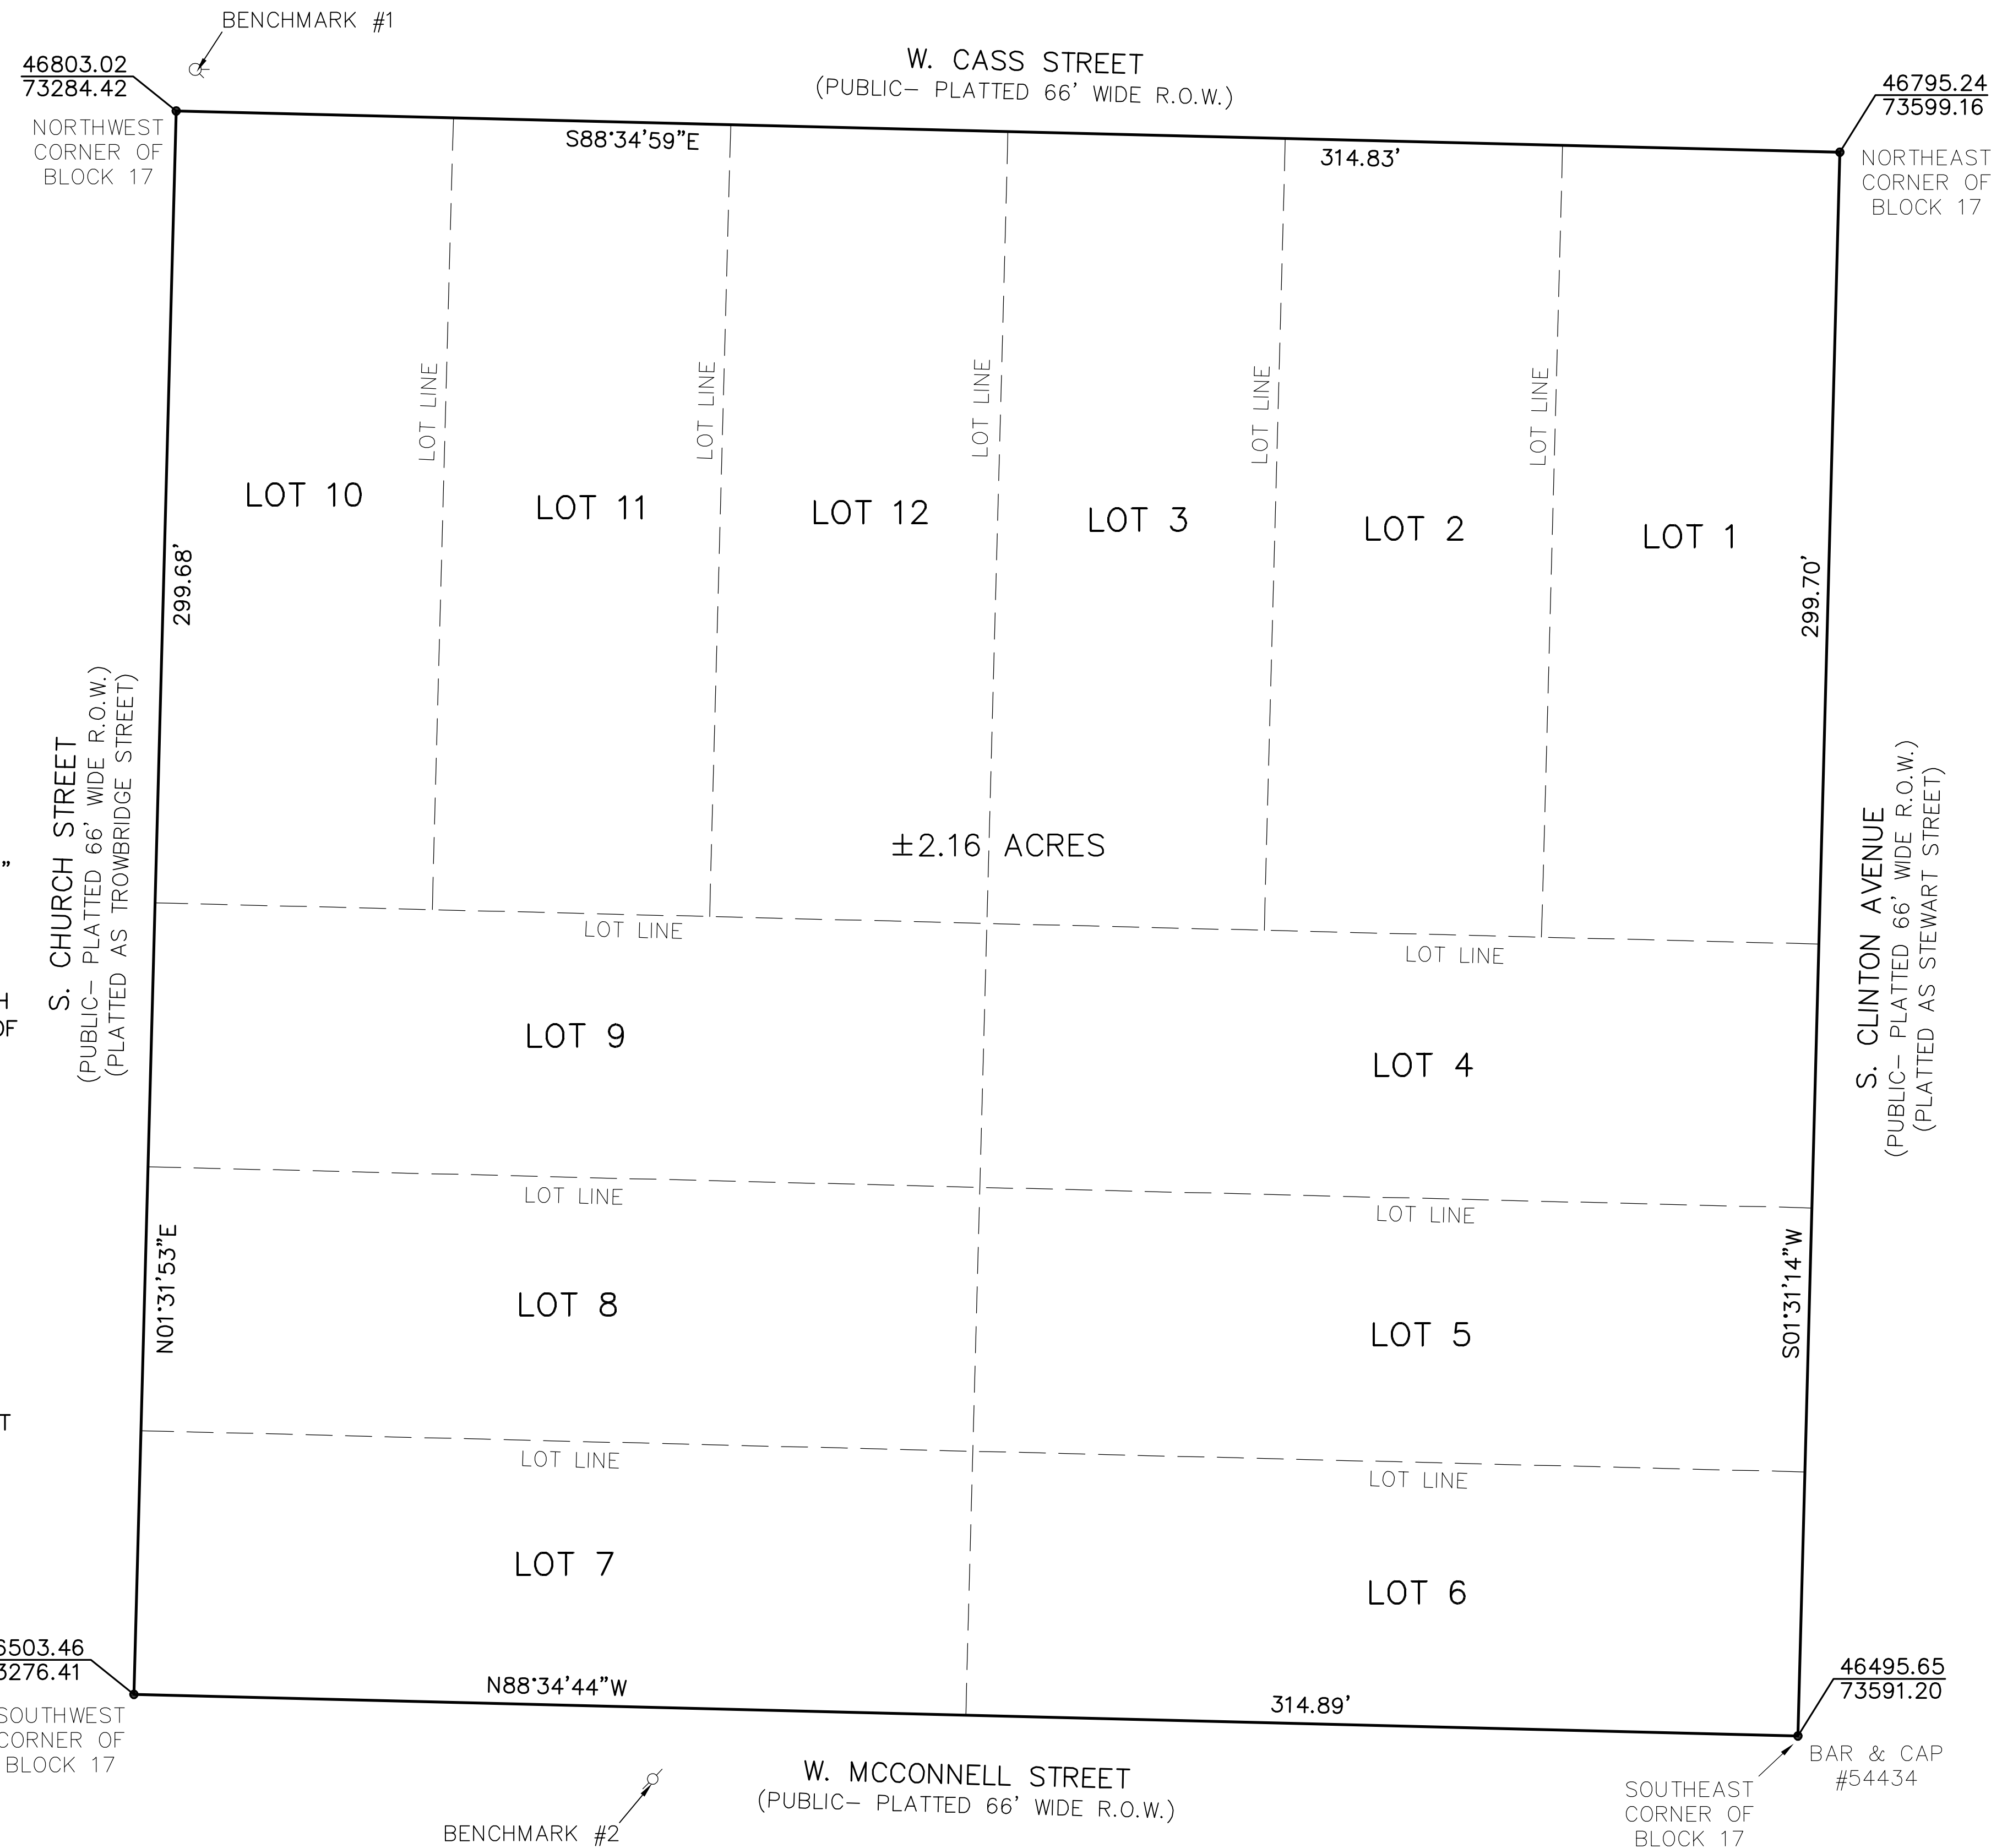 BENCHMARK #1
46803.02
73284.42
NORTHWEST
CORNER OF
BLOCK 17
W. CASS STREET
(PUBLIC– PLATTED 66' WIDE R.O.W.)
46795.24
73599.16
NORTHEAST
CORNER OF
BLOCK 17
S88°34'59"E
314.83'
LOT LINE
LOT LINE
LOT LINE
LOT LINE
LOT LINE
LOT 10
LOT 11
LOT 12
LOT 3
LOT 2
LOT 1
299.68'
299.70'
S. CHURCH STREET
(PUBLIC– PLATTED 66' WIDE R.O.W.)
(PLATTED AS TROWBRIDGE STREET)
±2.16 ACRES
S. CLINTON AVENUE
(PUBLIC– PLATTED 66' WIDE R.O.W.)
(PLATTED AS STEWART STREET)
"
OF
LOT LINE
LOT LINE
LOT 9
LOT 4
LOT LINE
LOT LINE
N01°31'53"E
S01°31'14"W
LOT 8
LOT 5
T
LOT LINE
LOT LINE
LOT 7
LOT 6
6503.46
3276.41
SOUTHWEST
CORNER OF
BLOCK 17
N88°34'44"W
314.89'
46495.65
73591.20
BAR & CAP
#54434
SOUTHEAST
CORNER OF
BLOCK 17
W. MCCONNELL STREET
(PUBLIC– PLATTED 66' WIDE R.O.W.)
BENCHMARK #2